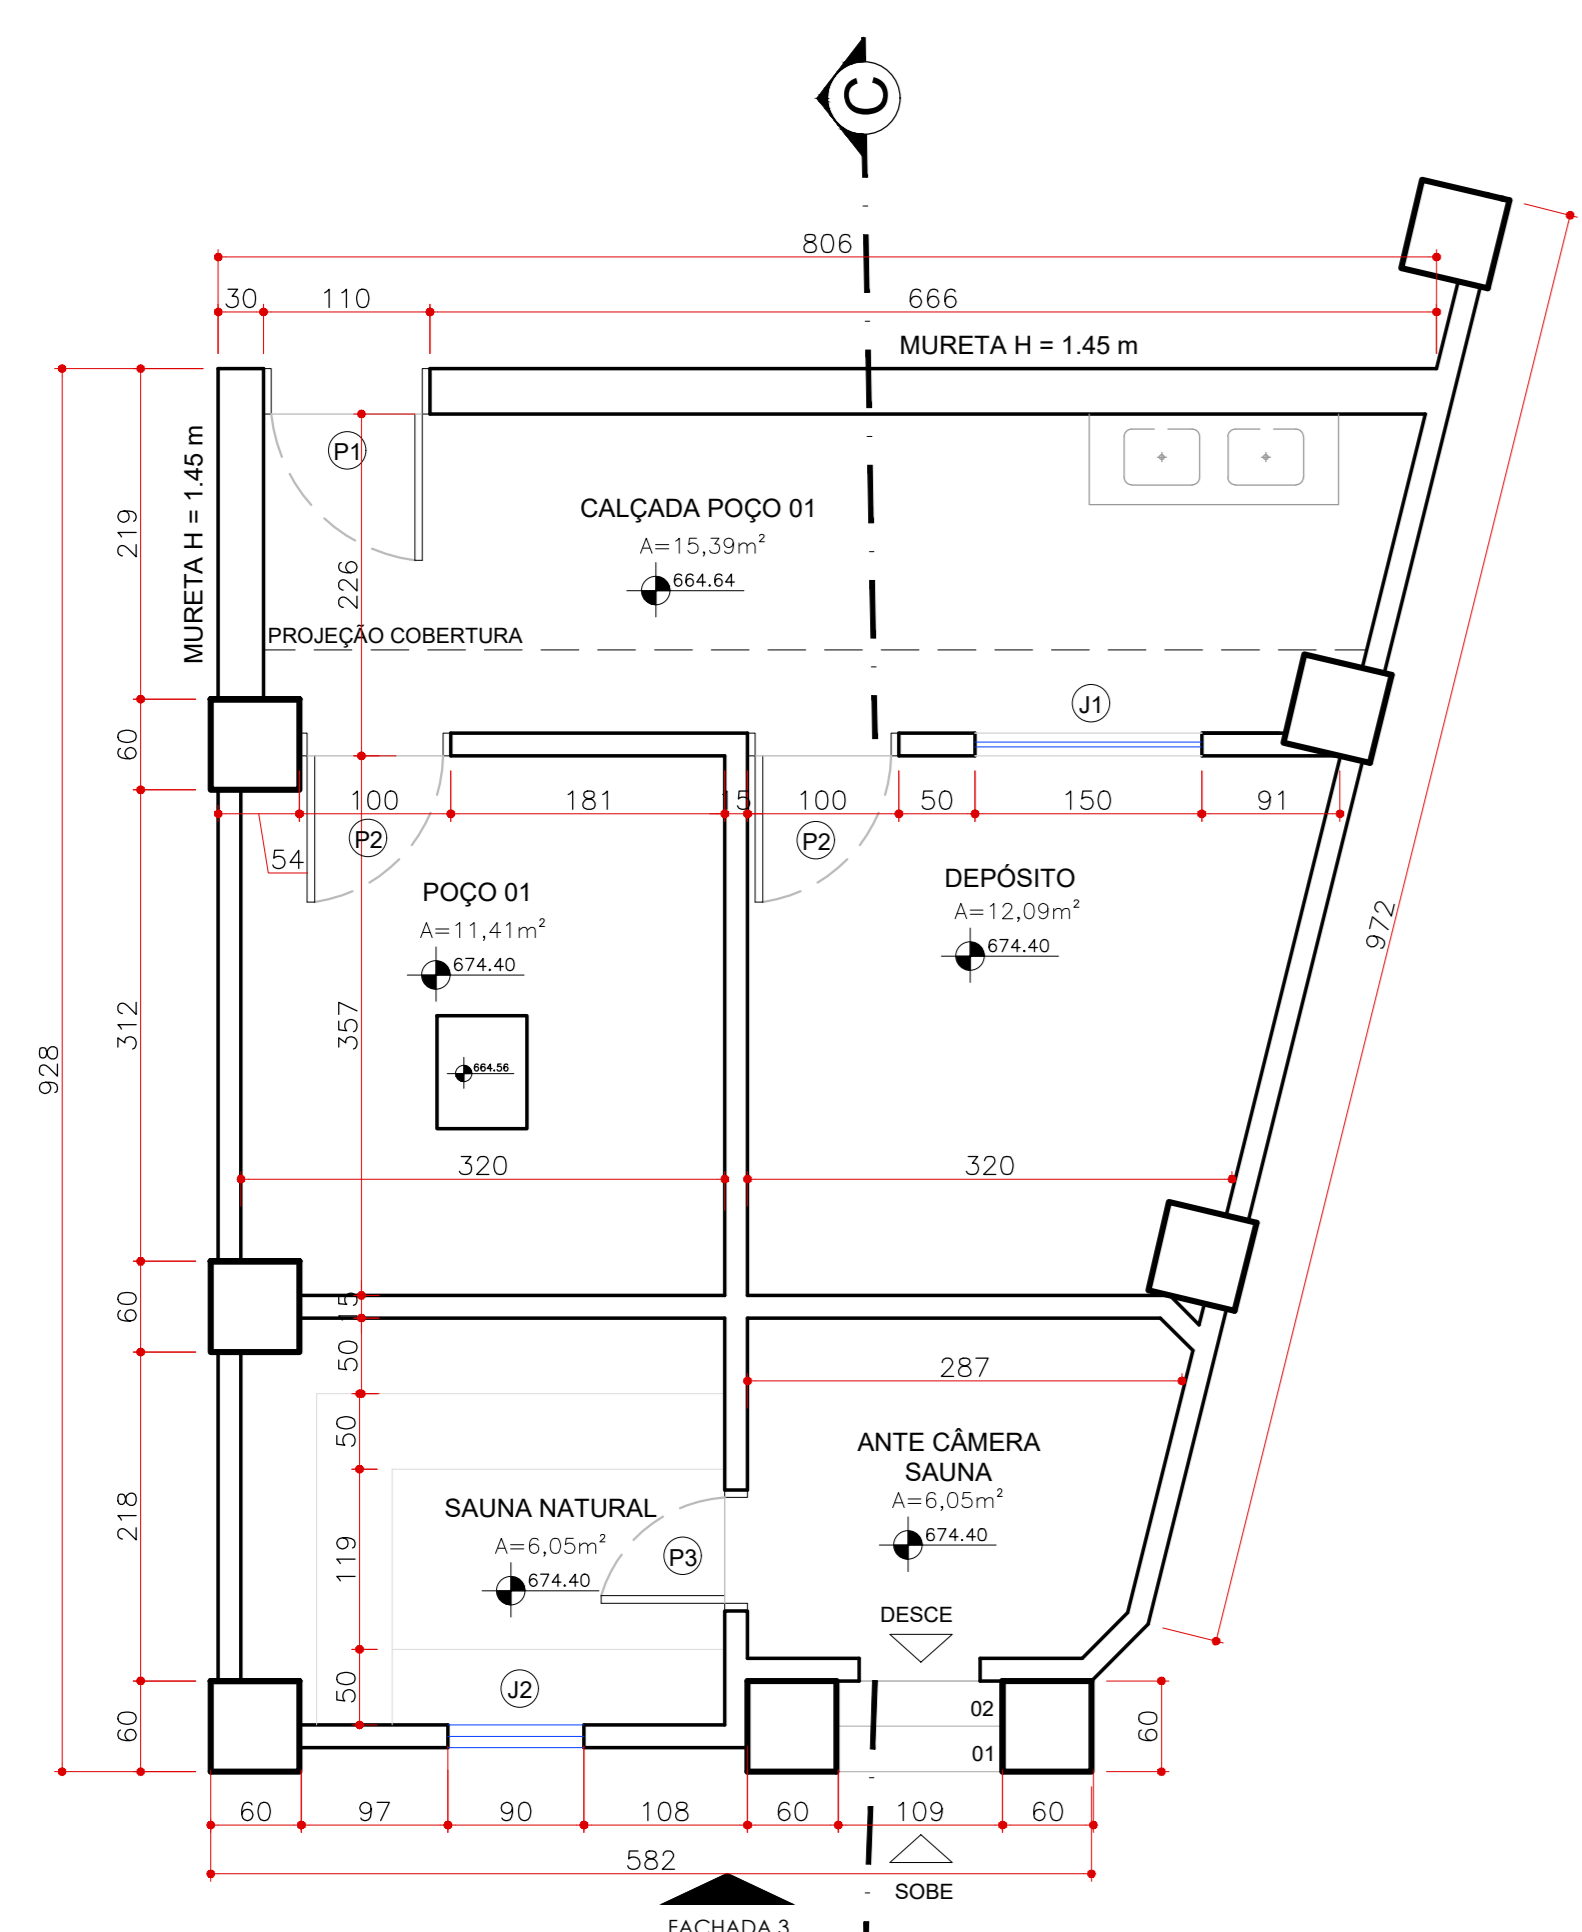 C
806
30
110
666
MURETA H = 1.45 m
MURETA H = 1.45 m
P1
CALÇADA POÇO 01
A=15,39m²
664.64
219
226
PROJEÇÃO COBERTURA
J1
60
100
181
15
100
50
150
91
P2
P2
54
POÇO 01
A=11,41m²
674.40
DEPÓSITO
A=12,09m²
674.40
972
312
357
928
664.56
320
320
60
15
50
287
50
ANTE CÂMERA
SAUNA
A=6,05m²
674.40
SAUNA NATURAL
A=6,05m²
674.40
P3
218
119
DESCE
50
J2
02
01
60
60
60
97
90
108
60
109
60
582
SOBE
FACHADA 3